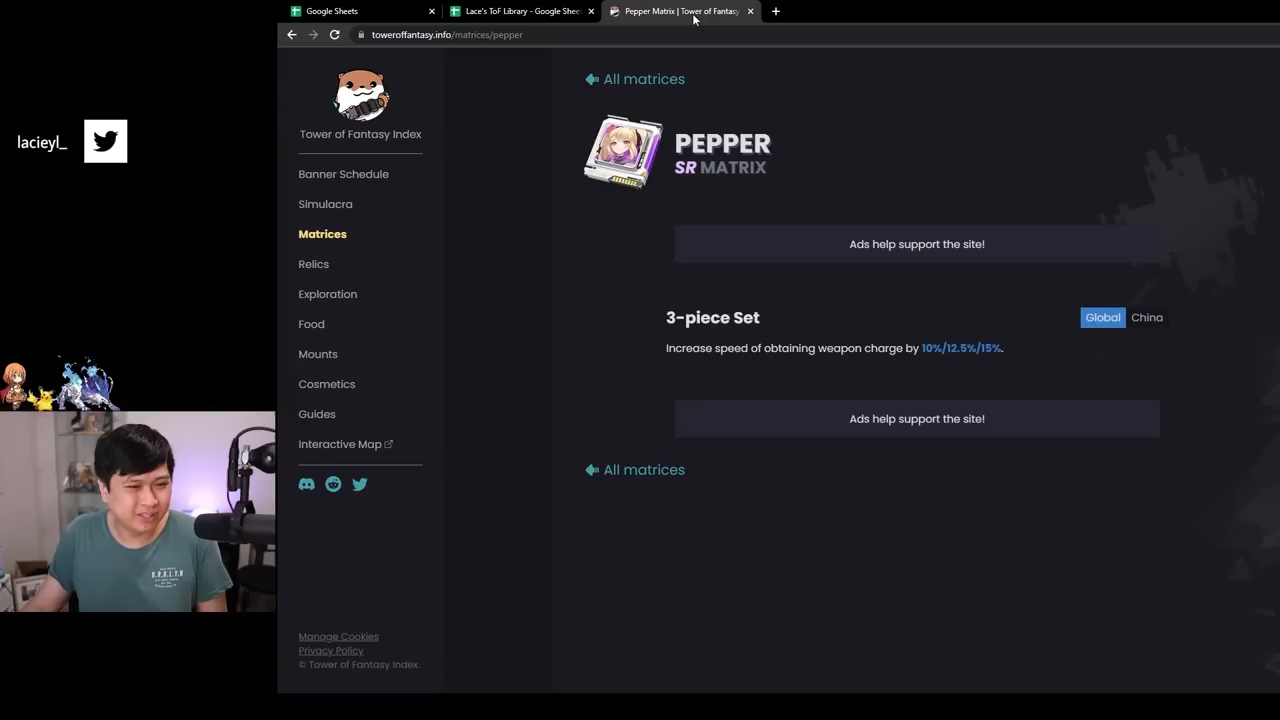 Google Sheets
Lace's ToF Library - Google Shee
Pepper Matrix | Tower of Fantasy
toweroffantasy.info/matrices/pepper
lacieyl_
Tower of Fantasy Index
Banner Schedule
Simulacra
Matrices
Relics
Exploration
Food
Mounts
Cosmetics
Guides
Interactive Map
Manage Cookies
Privacy Policy
© Tower of Fantasy Index.
All matrices
PEPPER
SR MATRIX
Ads help support the site!
3-piece Set
Global China
Increase speed of obtaining weapon charge by 10%/12.5%/15%.
Ads help support the site!
All matrices